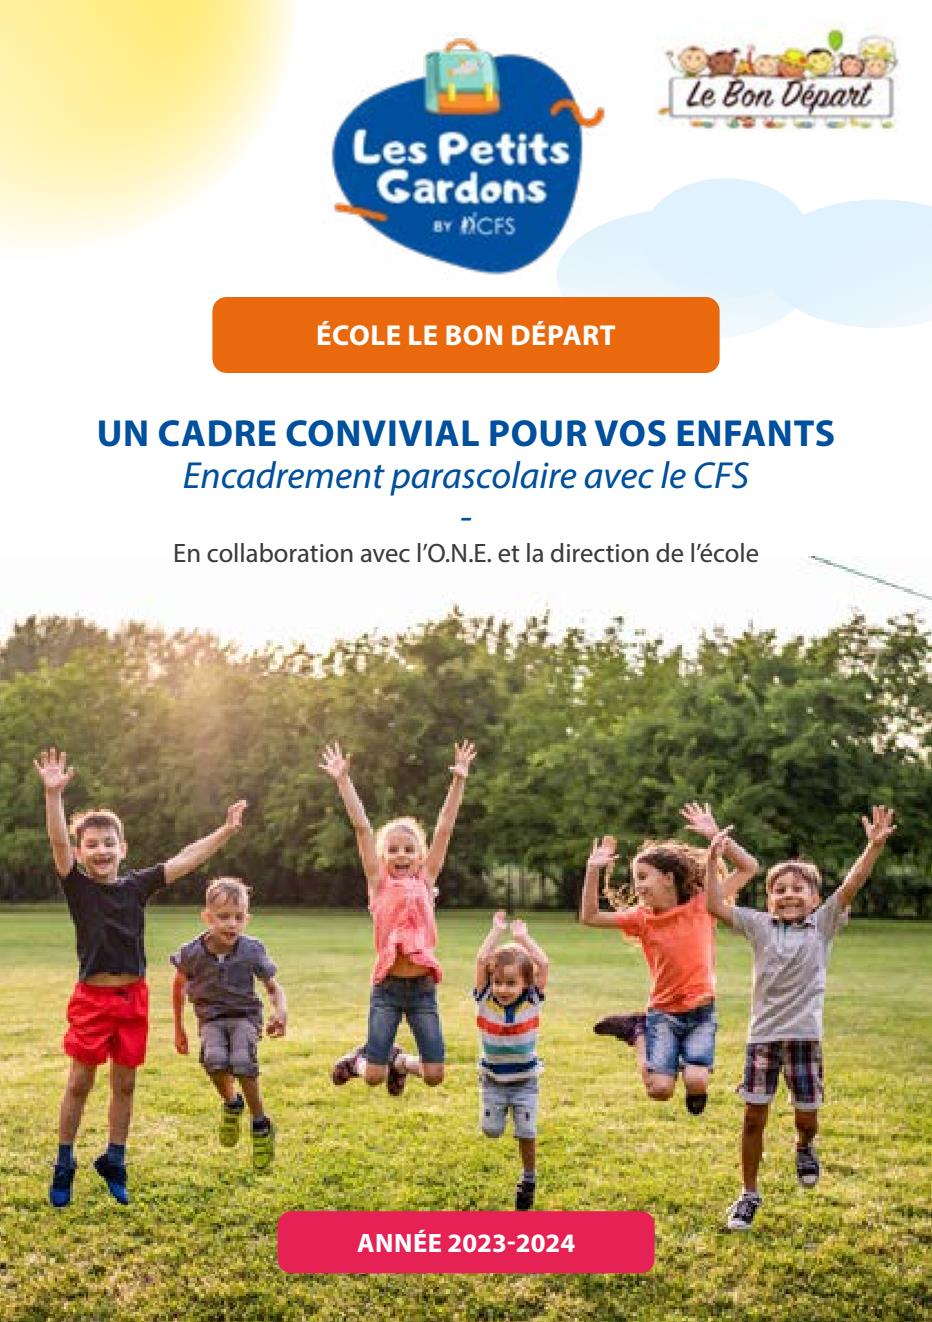 Les Petits
Gardons
BY CFS
Le Bon Départ
ÉCOLE LE BON DÉPART
UN CADRE CONVIVIAL POUR VOS ENFANTS
Encadrement parascolaire avec le CFS
-
En collaboration avec l’O.N.E. et la direction de l’école
ANNÉE 2023-2024